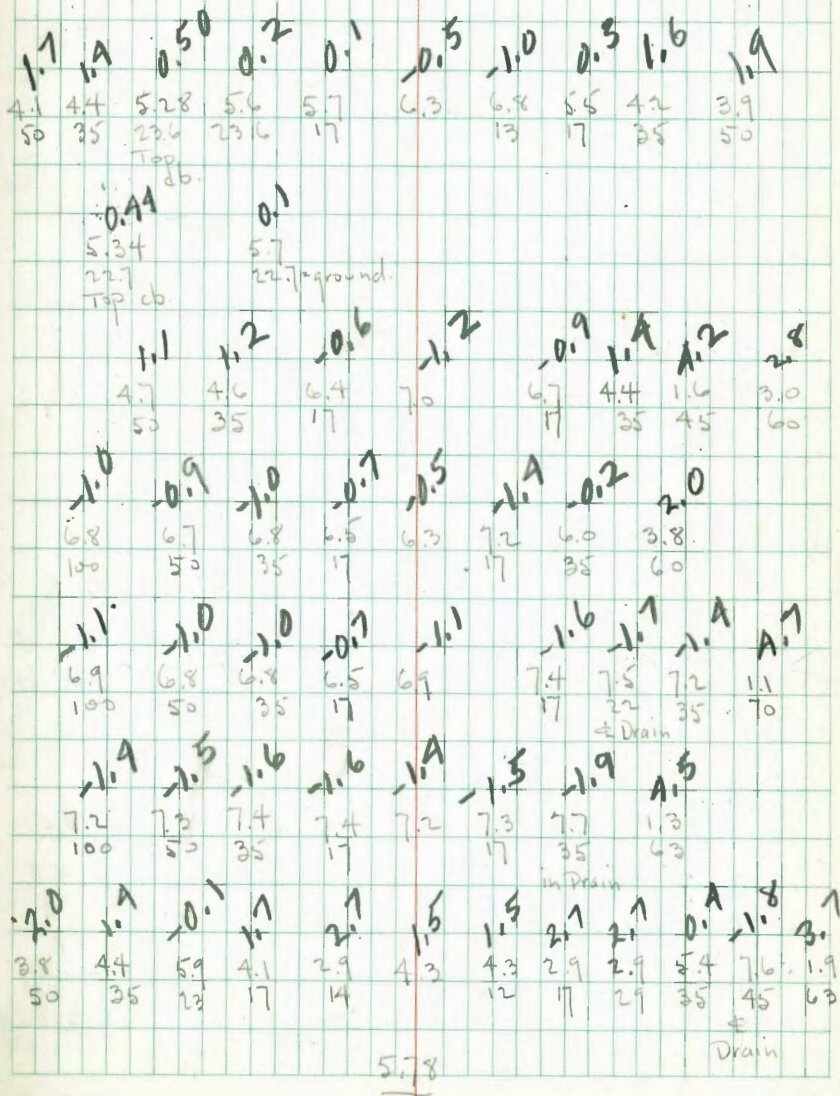 1.7 1.4 0.50 0.2 0.1 -0.5 -1.0 0.3 1.6 1.9
4.1 4.4 5.28 5.6 5.7 6.3 6.8 5.5 4.2 3.9
50 35 23.6 23.6 17 13 17 35 50
Top
cb.
0.44 0.1
5.34 5.7
22.7 22.7=ground.
Top cb
1.1 1.2 -0.6 -1.2 -0.9 1.4 4.2 2.8
4.7 4.6 6.4 7.0 6.7 4.4 1.6 3.0
50 35 17 17 35 45 60
-1.0 -0.9 -1.0 -0.7 -0.5 -1.4 -0.2 2.0
6.8 6.7 6.8 6.5 6.3 7.2 6.0 3.8
100 50 35 17 17 35 60
-1.1 -1.0 -1.0 -0.7 -1.1 -1.6 -1.7 -1.4 4.7
6.9 6.8 6.8 6.5 6.9 7.4 7.5 7.2 1.1
100 50 35 17 17 22 35 70
℄ Drain
-1.4 -1.5 -1.6 -1.6 -1.4 -1.5 -1.9 4.5
7.2 7.3 7.4 7.4 7.2 7.3 7.7 1.3
100 50 35 17 17 35 63
in Drain
2.0 1.4 -0.1 1.7 2.7 1.5 1.5 2.7 2.7 0.4 -1.8 3.7
3.8 4.4 5.9 4.1 2.9 4.3 4.3 2.9 2.9 5.4 7.6 1.9
50 35 23 17 14 12 17 29 35 45 63
℄
Drain
5.78